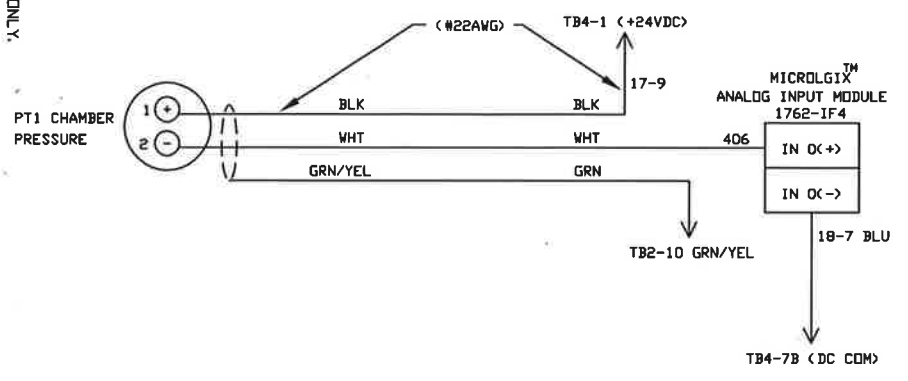 ONLY.
(#22AWG)
TB4-1 (+24VDC)
17-9
MICROLGIX™
ANALOG INPUT MODULE
1762-IF4
PT1 CHAMBER
PRESSURE
1 +
BLK
BLK
2 -
WHT
WHT
406
IN 0(+)
GRN/YEL
GRN
IN 0(-)
TB2-10 GRN/YEL
18-7 BLU
TB4-7B (DC COM)